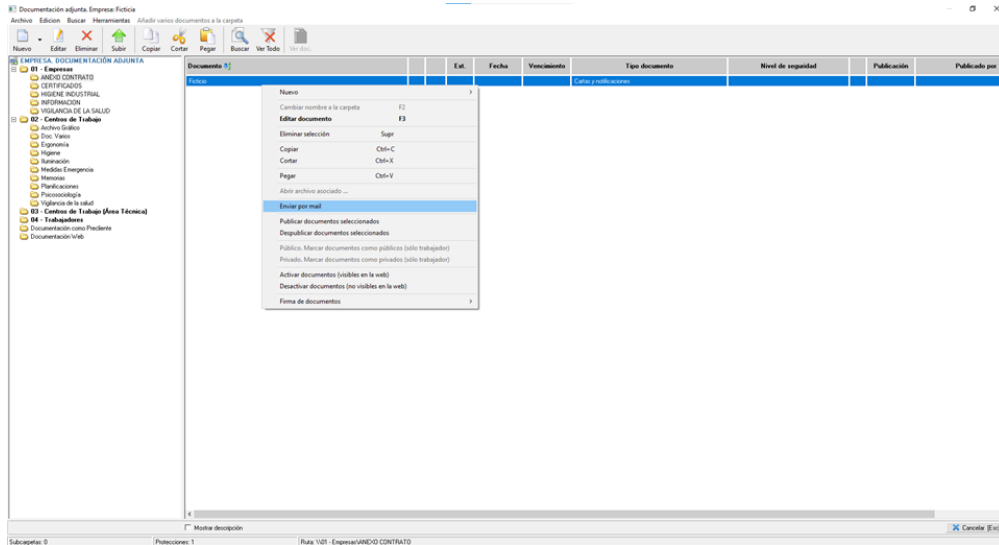 Documentación adjunta. Empresa: Ficticia
Archivo Edicion Buscar Herramientas Añadir varios documentos a la carpeta
Nuevo Editar Eliminar Subir Copiar Cortar Pegar Buscar Ver Todo Ver doc.
EMPRESA. DOCUMENTACIÓN ADJUNTA
01 - Empresas
ANEXO CONTRATO
CERTIFICADOS
HIGIENE INDUSTRIAL
INFORMACION
VIGILANCIA DE LA SALUD
02 - Centros de Trabajo
Archivo Gráfico
Doc. Varios
Ergonomía
Higiene
Iluminación
Medidas Emergencia
Memorias
Planificaciones
Psicosociología
Vigilancia de la salud
03 - Centros de Trabajo (Área Técnica)
04 - Trabajadores
Documentación como Prediente
Documentación Web
Documento Ext. Fecha Vencimiento Tipo documento Nivel de seguridad Publicación Publicado por
Ficticio Cartas y notificaciones
Nuevo
Cambiar nombre a la carpeta F2
Editar documento F3
Eliminar selección Supr
Copiar Ctrl+C
Cortar Ctrl+X
Pegar Ctrl+V
Abrir archivo asociado ...
Enviar por mail
Publicar documentos seleccionados
Despublicar documentos seleccionados
Público. Marcar documentos como públicos (sólo trabajador)
Privado. Marcar documentos como privados (sólo trabajador)
Activar documentos (visibles en la web)
Desactivar documentos (no visibles en la web)
Firma de documentos
Mostrar descripción
Cancelar [Esc
Subcarpetas: 0 Protecciones: 1 Ruta: \\01 - Empresas\ANEXO CONTRATO